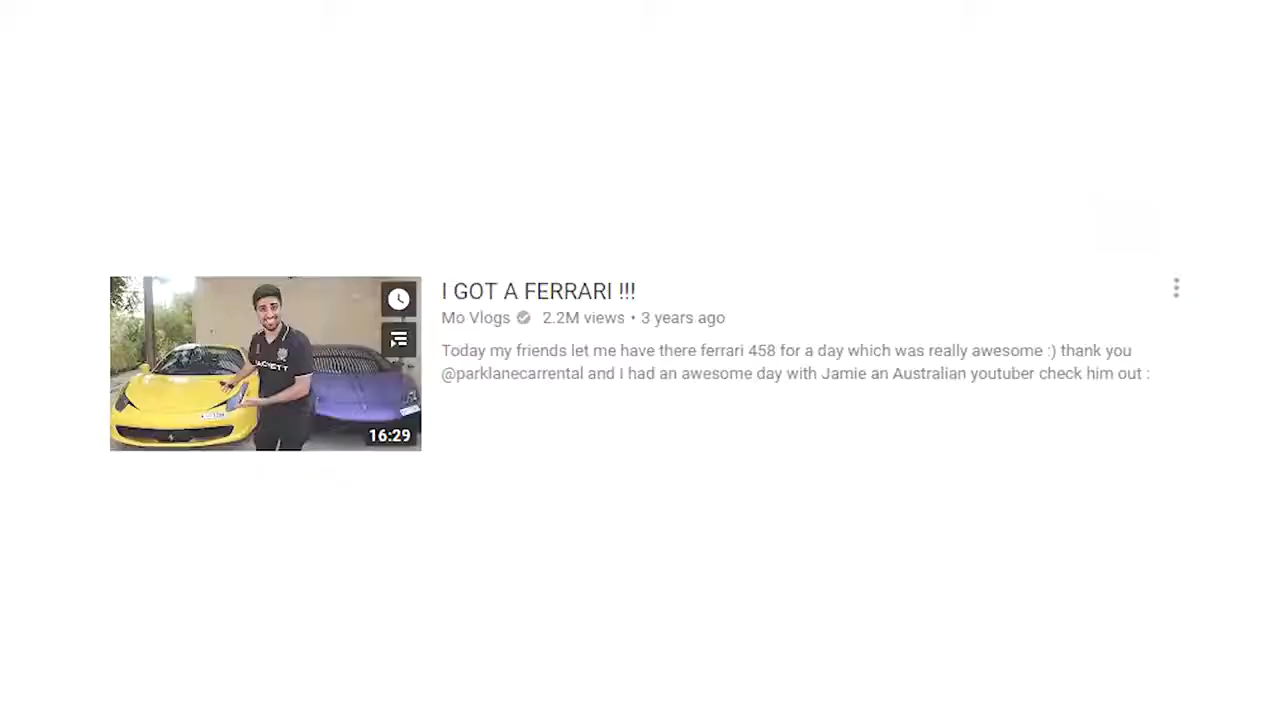 I GOT A FERRARI !!!
Mo Vlogs 2.2M views • 3 years ago
Today my friends let me have there ferrari 458 for a day which was really awesome :) thank you
@parklanecarrental and I had an awesome day with Jamie an Australian youtuber check him out :
HACKETT
16:29